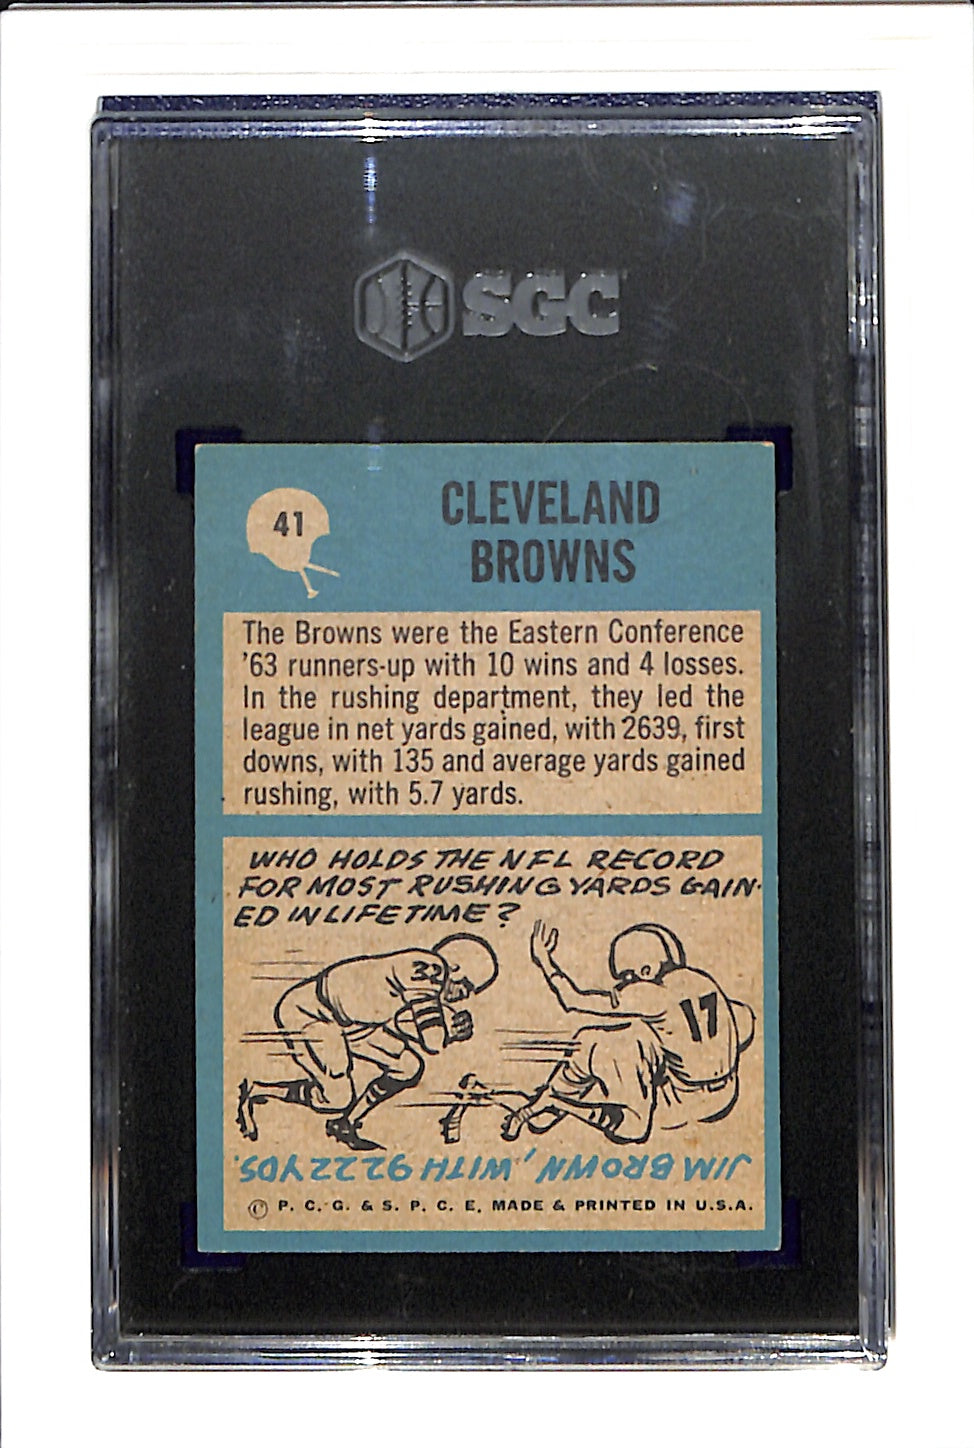 SGC
41
CLEVELAND
BROWNS
The Browns were the Eastern Conference
'63 runners-up with 10 wins and 4 losses.
In the rushing department, they led the
league in net yards gained, with 2639, first
downs, with 135 and average yards gained
rushing, with 5.7 yards.
WHO HOLDS THE NFL RECORD
FOR MOST RUSHING YARDS GAIN-
ED IN LIFETIME?
32
17
JIM BROWN, WITH 9222 YDS.
© P. C. G. & S. P. C. E. MADE & PRINTED IN U.S.A.